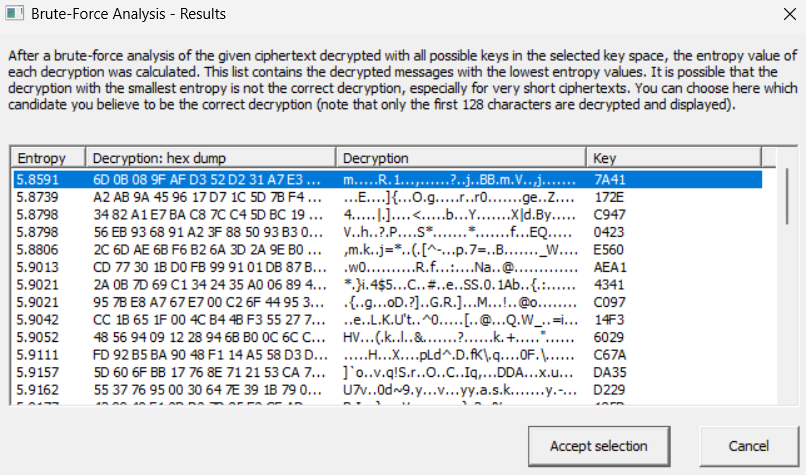 Brute-Force Analysis - Results
After a brute-force analysis of the given ciphertext decrypted with all possible keys in the selected key space, the entropy value of
each decryption was calculated. This list contains the decrypted messages with the lowest entropy values. It is possible that the
decryption with the smallest entropy is not the correct decryption, especially for very short ciphertexts. You can choose here which
candidate you believe to be the correct decryption (note that only the first 128 characters are decrypted and displayed).
Entropy Decryption: hex dump Decryption Key
5.8591 6D 0B 08 9F AF D3 52 D2 31 A7 E3 ... m.....R.1...,......?..j..BB.m.V..,j....... 7A41
5.8739 A2 AB 9A 45 96 17 D7 1C 5D 7B F4 ... ...E....]{...O.g.....r..r0.......ge..Z.... 172E
5.8798 34 82 A1 E7 BA C8 7C C4 5D BC 19 ... 4.....|.]....<.....b...Y.......X|d.By..... C947
5.8798 56 EB 93 68 91 A2 3F 88 50 93 B3 0... V..h..?.P....S*.......*.......f...EQ..... 0423
5.8806 2C 6D AE 6B F6 B2 6A 3D 2A 9E B0 ... ,m.k..j=*..(.[^-...p.7=..B......._W.... E560
5.9013 CD 77 30 1B D0 FB 99 91 01 DB 87 B... .w0..........R.f...:....Na..@............. AEA1
5.9021 2A 0B 7D 69 C1 34 24 35 A0 06 89 4... *.}i.4$5...C..#..e..SS.0.1Ab..{.:...... 4341
5.9021 95 7B E8 A7 67 E7 00 C2 6F 44 95 3... .{..g...oD.?]..G.R.]...M...!..@o........ C097
5.9042 CC 1B 65 1F 00 4C B4 4B F3 55 27 7... ..e..L.K.U't..^0.....[..@...Q.W_..=i... 14F3
5.9052 48 56 94 09 12 28 94 6B B0 0C 6C C... HV...(.k..l..&.......?......k.+....."...... 6029
5.9111 FD 92 B5 BA 90 48 F1 14 A5 58 D3 D... .....H...X....pLd^.D.fK\.q....0F.\...... C67A
5.9157 5D 60 6F BB 17 76 8E 71 21 53 CA 7... ]`o..v.q!S.r..O..C..Iq,...DDA...x.u... DA35
5.9162 55 37 76 95 00 30 64 7E 39 1B 79 0... U7v..0d~9.y...v...yy.a.s.k.......y.-... D229
Accept selection Cancel